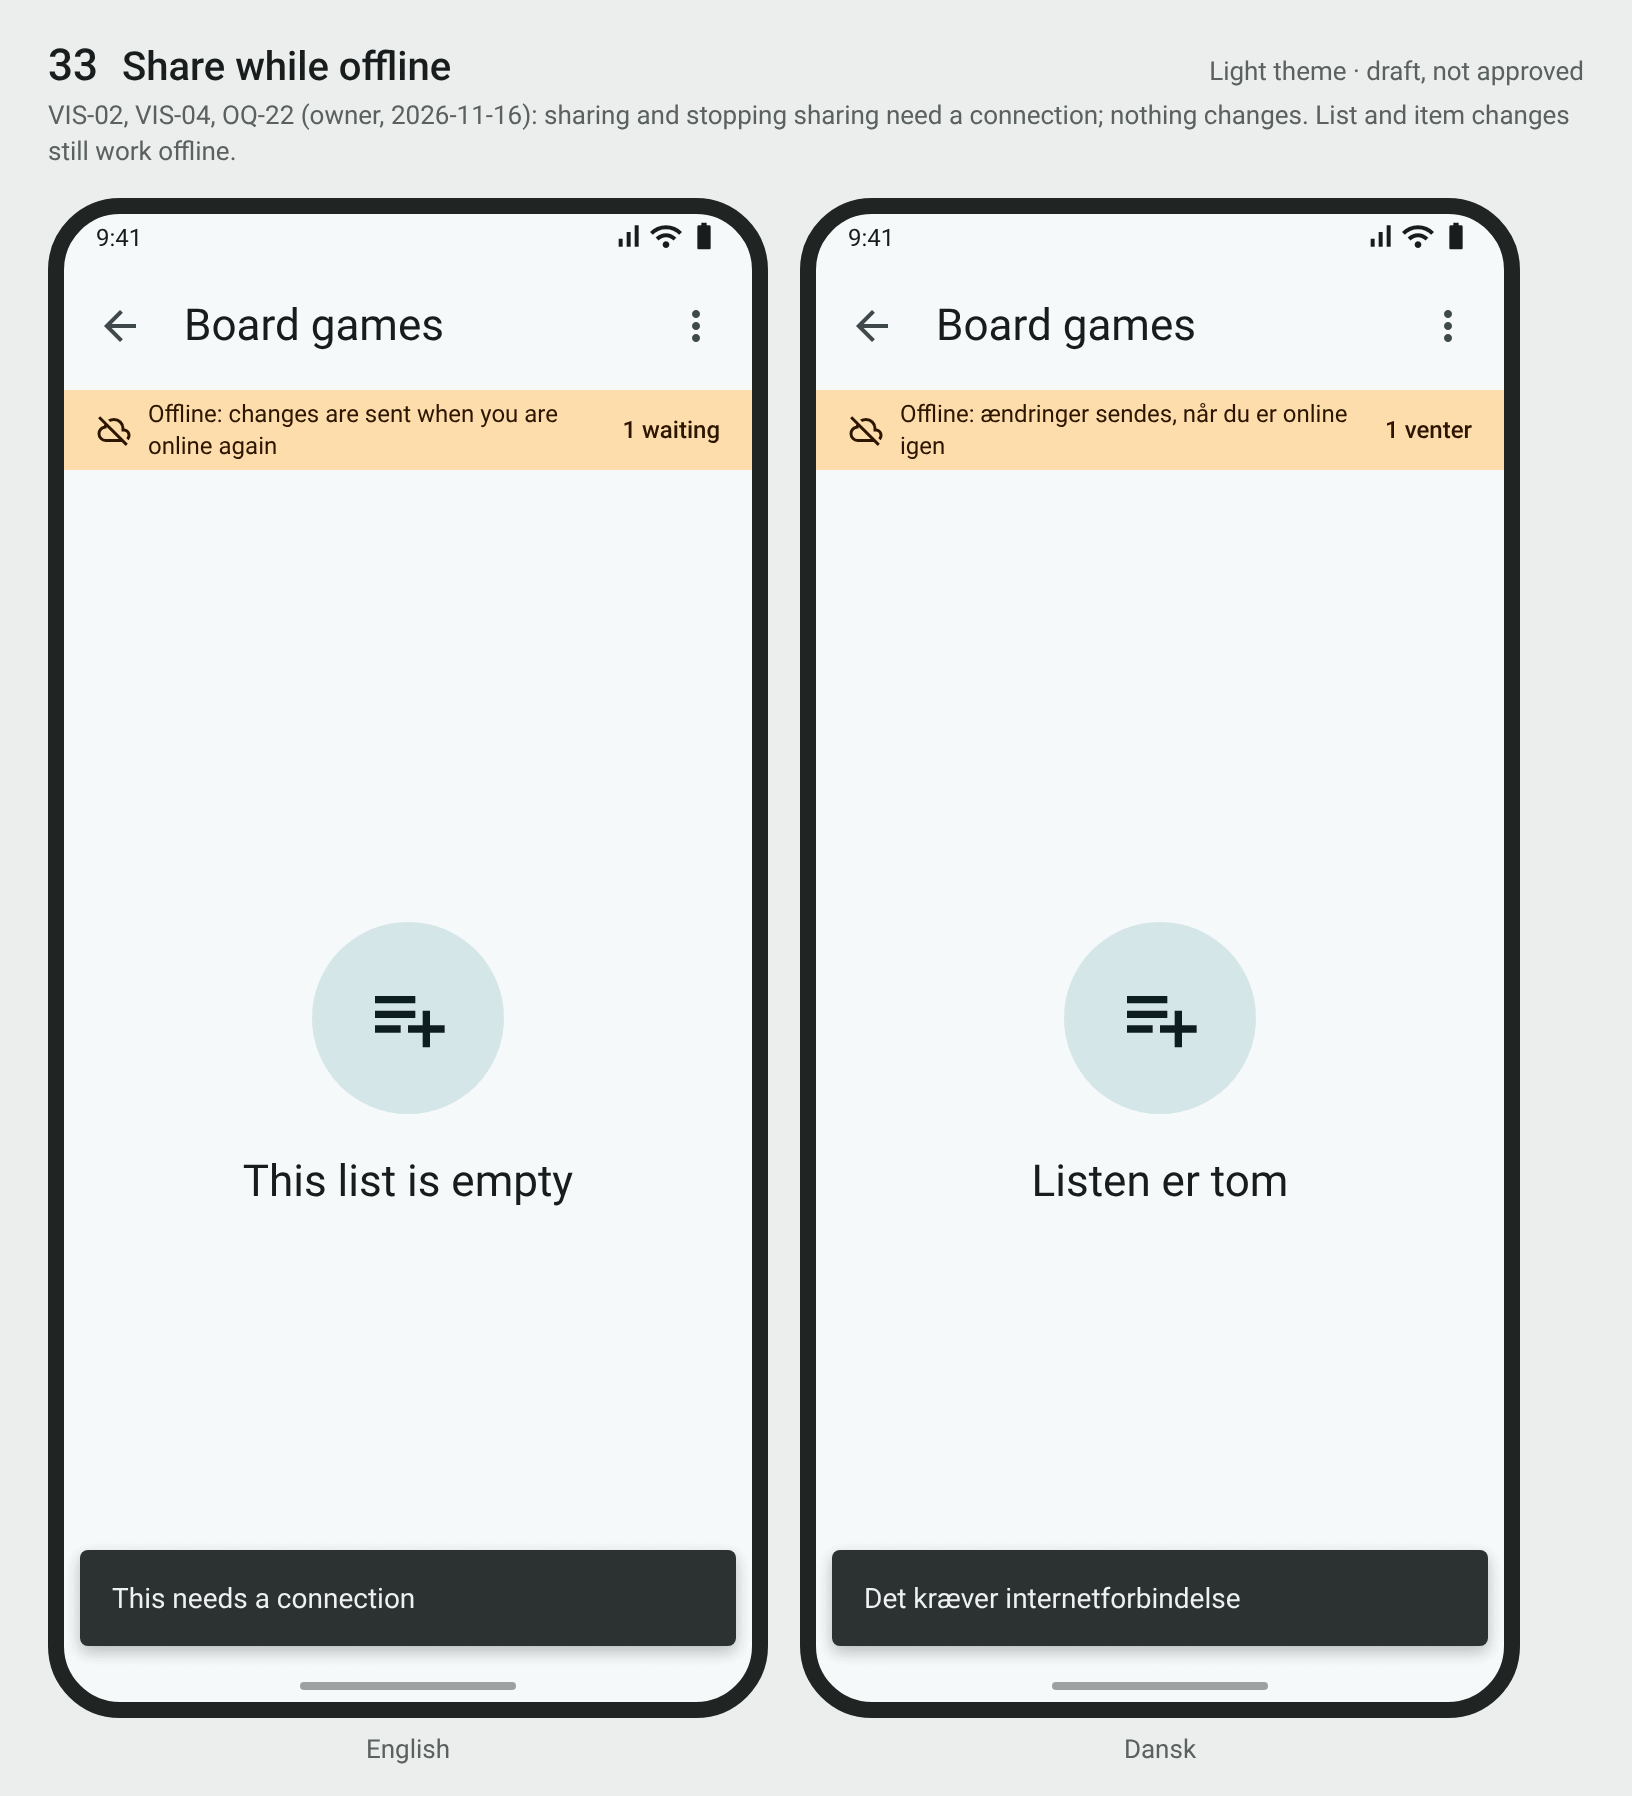 33 Share while offline
Light theme · draft, not approved
VIS-02, VIS-04, OQ-22 (owner, 2026-11-16): sharing and stopping sharing need a connection; nothing changes. List and item changes
still work offline.
9:41
Board games
Offline: changes are sent when you are
online again
1 waiting
This list is empty
This needs a connection
English
9:41
Board games
Offline: ændringer sendes, når du er online
igen
1 venter
Listen er tom
Det kræver internetforbindelse
Dansk